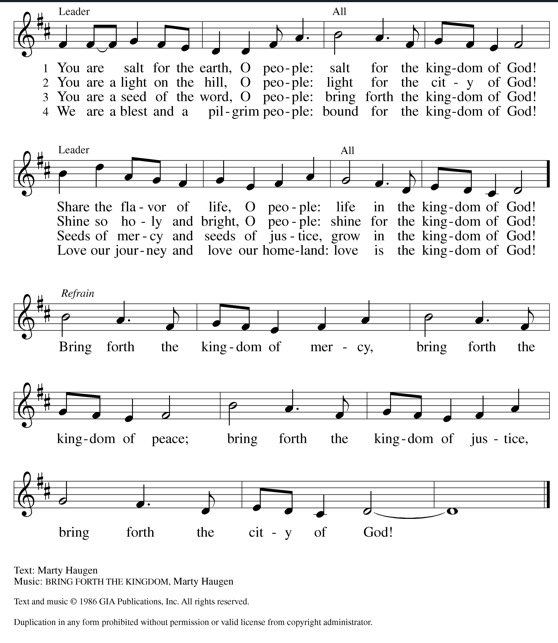 Leader All
1 You are salt for the earth, O peo-ple: salt for the king-dom of God!
2 You are a light on the hill, O peo-ple: light for the cit - y of God!
3 You are a seed of the word, O peo-ple: bring forth the king-dom of God!
4 We are a blest and a pil-grim peo-ple: bound for the king-dom of God!
Leader All
Share the fla-vor of life, O peo-ple: life in the king-dom of God!
Shine so ho-ly and bright, O peo-ple: shine for the king-dom of God!
Seeds of mer-cy and seeds of jus-tice, grow in the king-dom of God!
Love our jour-ney and love our home-land: love is the king-dom of God!
Refrain
Bring forth the king-dom of mer - cy, bring forth the
king-dom of peace; bring forth the king-dom of jus - tice,
bring forth the cit - y of God!
Text: Marty Haugen
Music: BRING FORTH THE KINGDOM, Marty Haugen
Text and music © 1986 GIA Publications, Inc. All rights reserved.
Duplication in any form prohibited without permission or valid license from copyright administrator.